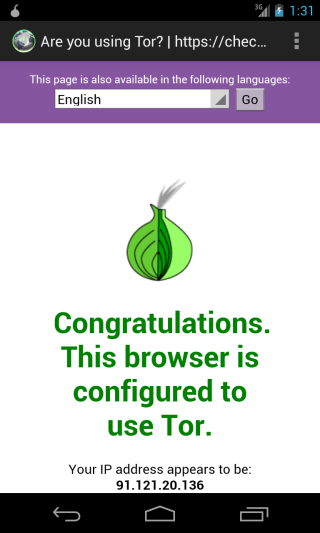 3G 1:31
Are you using Tor? | https://chec...
This page is also available in the following languages:
English Go
Congratulations.
This browser is
configured to
use Tor.
Your IP address appears to be:
91.121.20.136